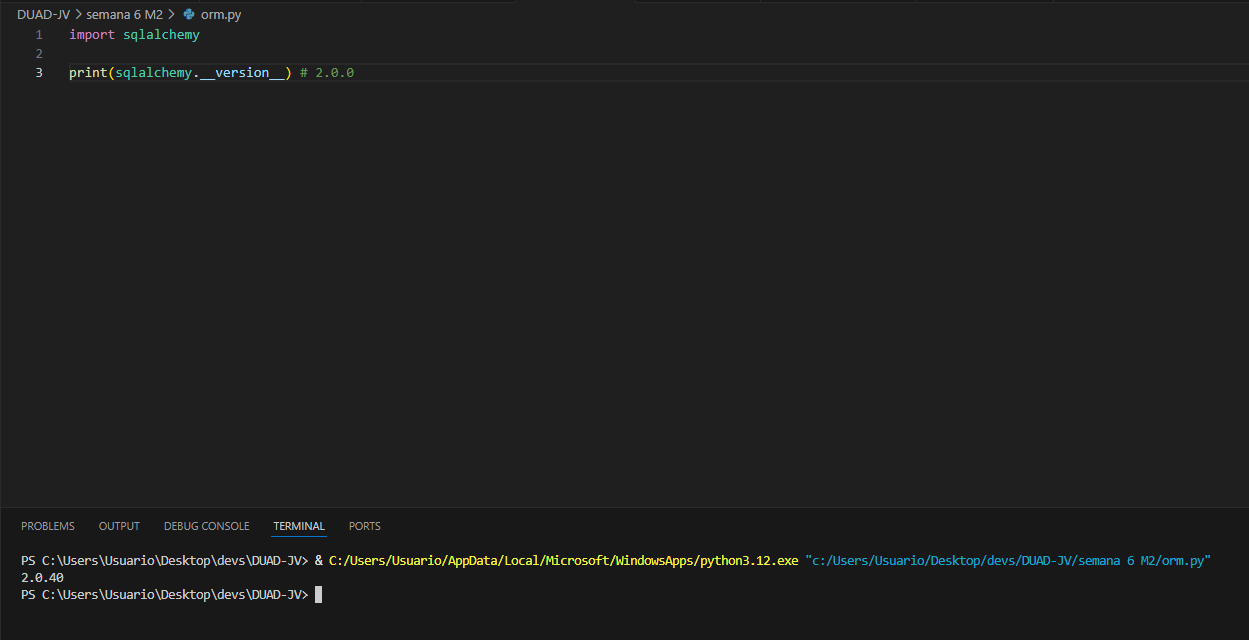 DUAD-JV > semana 6 M2 > orm.py
1 import sqlalchemy
2
3 print(sqlalchemy.__version__) # 2.0.0
PROBLEMS OUTPUT DEBUG CONSOLE TERMINAL PORTS
PS C:\Users\Usuario\Desktop\devs\DUAD-JV> & C:/Users/Usuario/AppData/Local/Microsoft/WindowsApps/python3.12.exe "c:/Users/Usuario/Desktop/devs/DUAD-JV/semana 6 M2/orm.py"
2.0.40
PS C:\Users\Usuario\Desktop\devs\DUAD-JV>